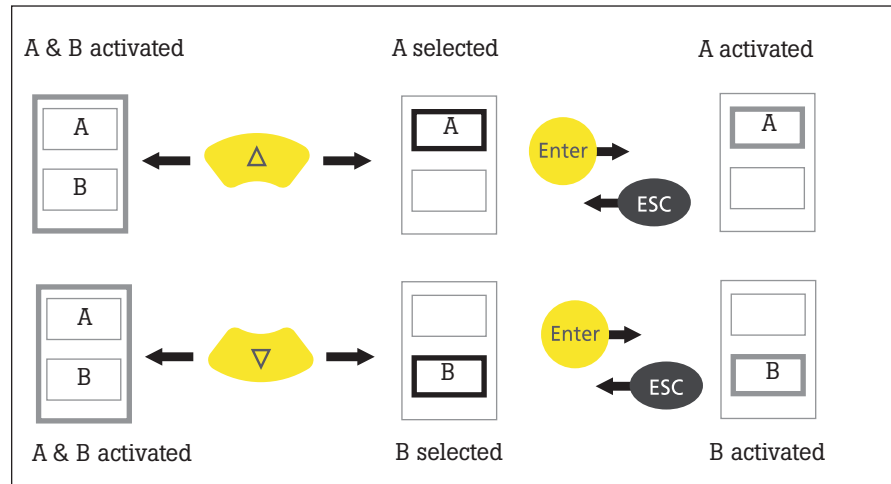 A & B activated
A selected
A activated
A
A
A
B
△
Enter
ESC
A
B
▽
B
B
Enter
ESC
B
A & B activated
B selected
B activated